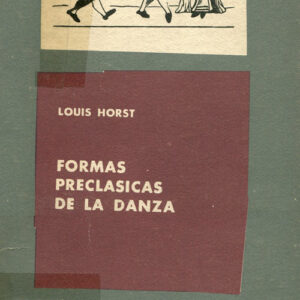 LOUIS HORST
FORMAS
PRECLASICAS
DE LA DANZA